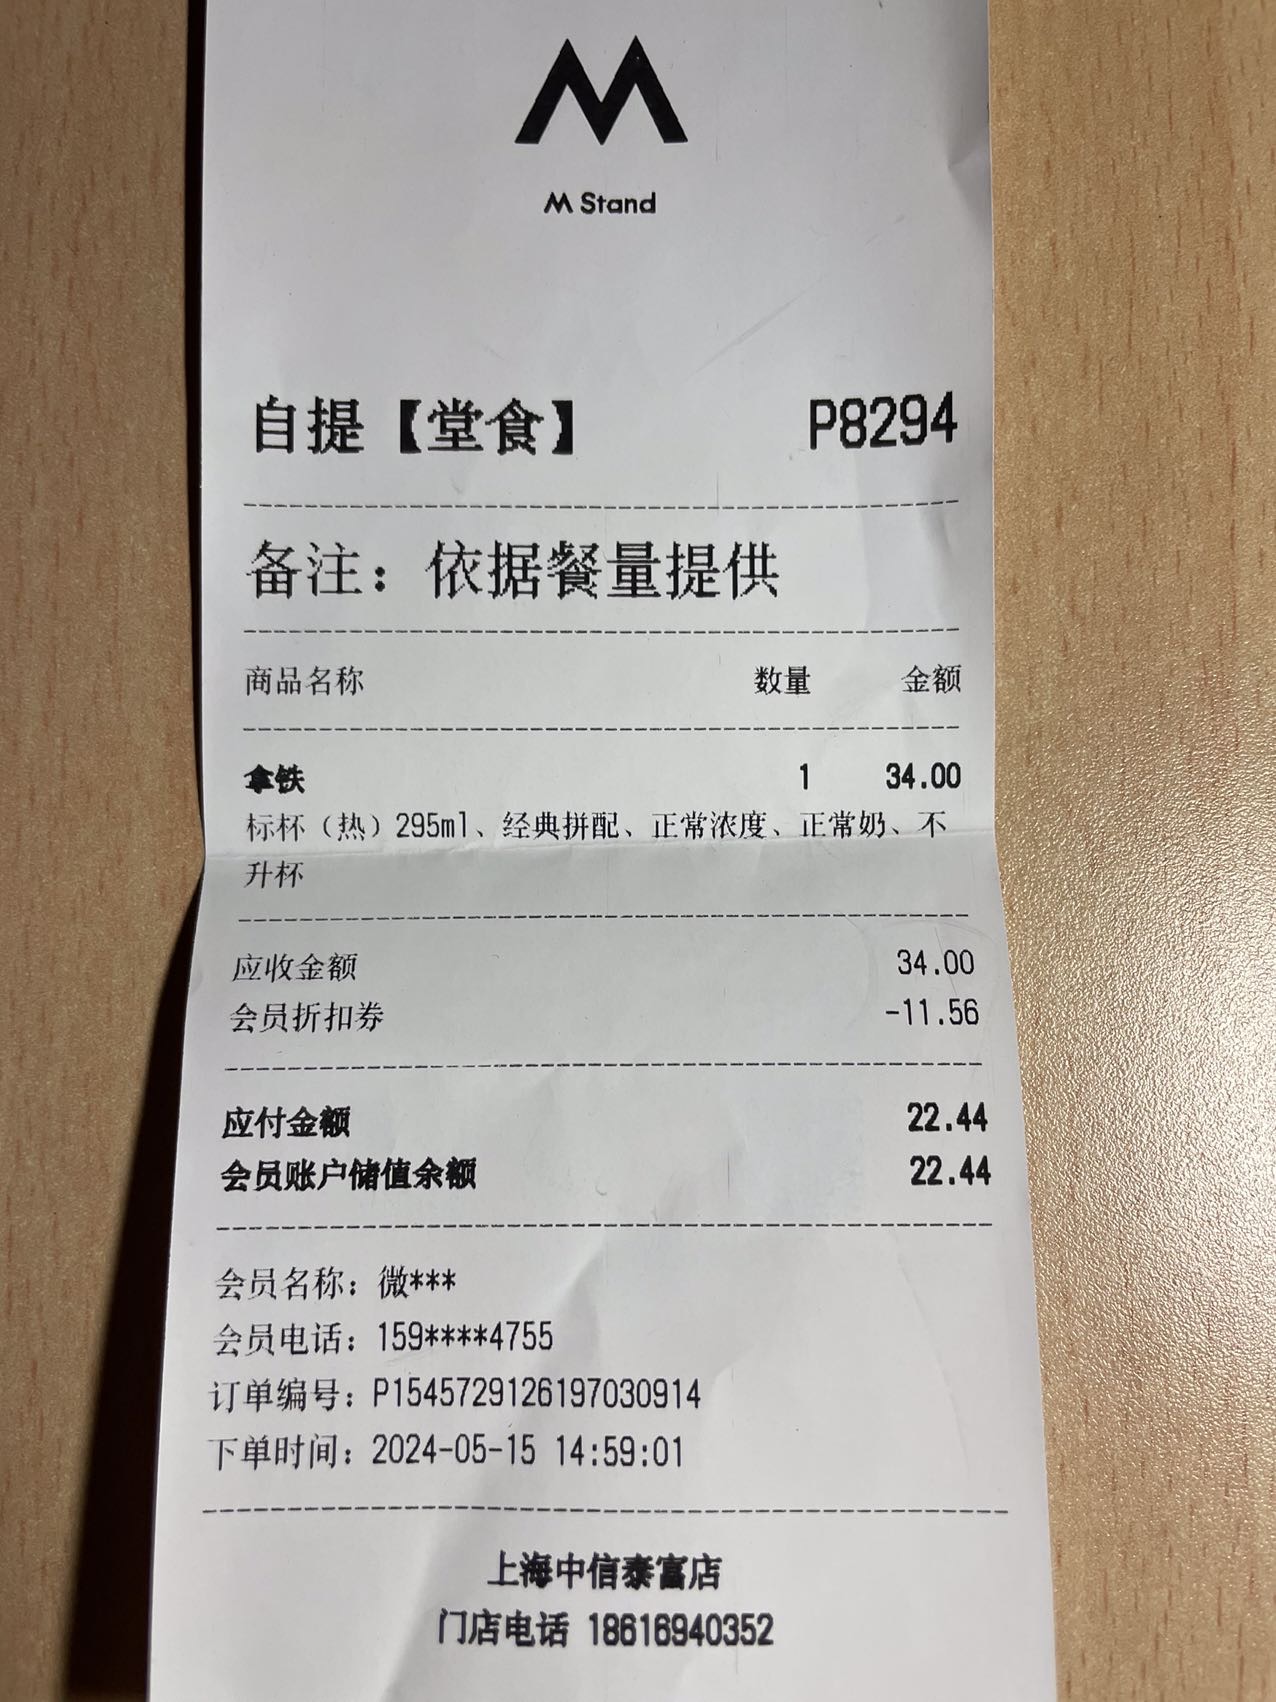 M Stand
自提【堂食】 P8294
备注：依据餐量提供
商品名称 数量 金额
拿铁 1 34.00
标杯（热）295ml、经典拼配、正常浓度、正常奶、不
升杯
应收金额 34.00
会员折扣券 -11.56
应付金额 22.44
会员账户储值余额 22.44
会员名称：微***
会员电话：159****4755
订单编号：P1545729126197030914
下单时间：2024-05-15 14:59:01
上海中信泰富店
门店电话 18616940352